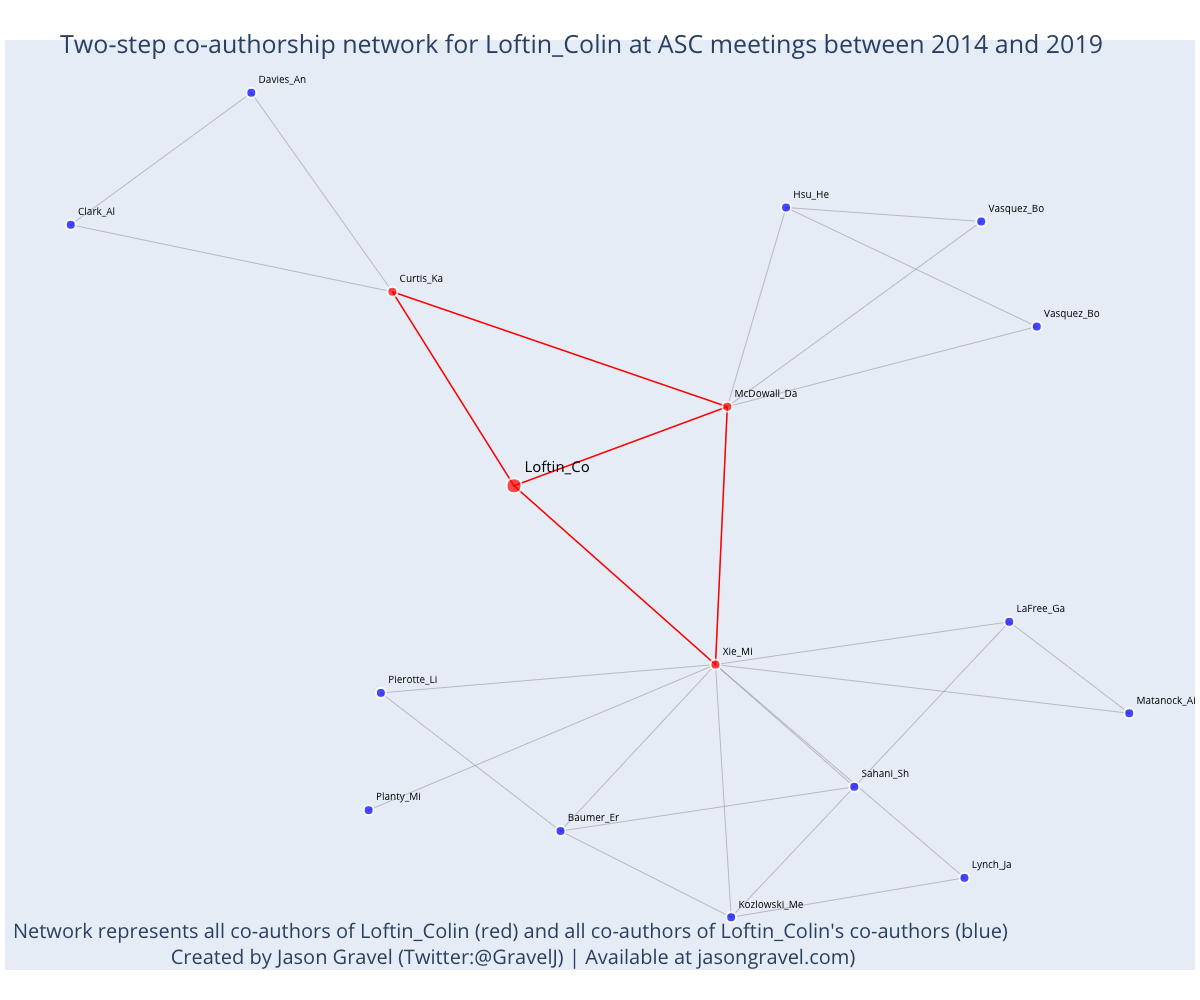 Two-step co-authorship network for Loftin_Colin at ASC meetings between 2014 and 2019
Davies_An
Clark_Al
Hsu_He
Vasquez_Bo
Curtis_Ka
Vasquez_Bo
McDowall_Da
Loftin_Co
LaFree_Ga
Xie_Mi
Pierotte_Li
Matanock_Ai
Sahani_Sh
Planty_Mi
Baumer_Er
Lynch_Ja
Kozlowski_Me
Network represents all co-authors of Loftin_Colin (red) and all co-authors of Loftin_Colin's co-authors (blue)
Created by Jason Gravel (Twitter:@GravelJ) | Available at jasongravel.com)